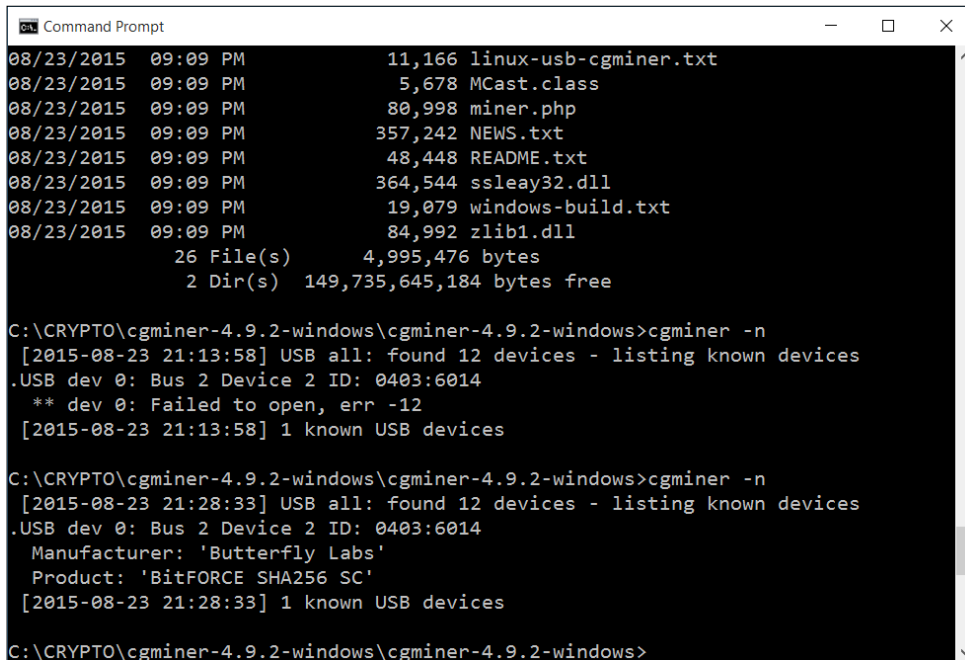 Command Prompt
08/23/2015  09:09 PM            11,166 linux-usb-cgminer.txt
08/23/2015  09:09 PM             5,678 MCast.class
08/23/2015  09:09 PM            80,998 miner.php
08/23/2015  09:09 PM           357,242 NEWS.txt
08/23/2015  09:09 PM            48,448 README.txt
08/23/2015  09:09 PM           364,544 ssleay32.dll
08/23/2015  09:09 PM            19,079 windows-build.txt
08/23/2015  09:09 PM            84,992 zlib1.dll
              26 File(s)      4,995,476 bytes
               2 Dir(s)  149,735,645,184 bytes free
C:\CRYPTO\cgminer-4.9.2-windows\cgminer-4.9.2-windows>cgminer -n
 [2015-08-23 21:13:58] USB all: found 12 devices - listing known devices
.USB dev 0: Bus 2 Device 2 ID: 0403:6014
  ** dev 0: Failed to open, err -12
 [2015-08-23 21:13:58] 1 known USB devices
C:\CRYPTO\cgminer-4.9.2-windows\cgminer-4.9.2-windows>cgminer -n
 [2015-08-23 21:28:33] USB all: found 12 devices - listing known devices
.USB dev 0: Bus 2 Device 2 ID: 0403:6014
  Manufacturer: 'Butterfly Labs'
  Product: 'BitFORCE SHA256 SC'
 [2015-08-23 21:28:33] 1 known USB devices
C:\CRYPTO\cgminer-4.9.2-windows\cgminer-4.9.2-windows>